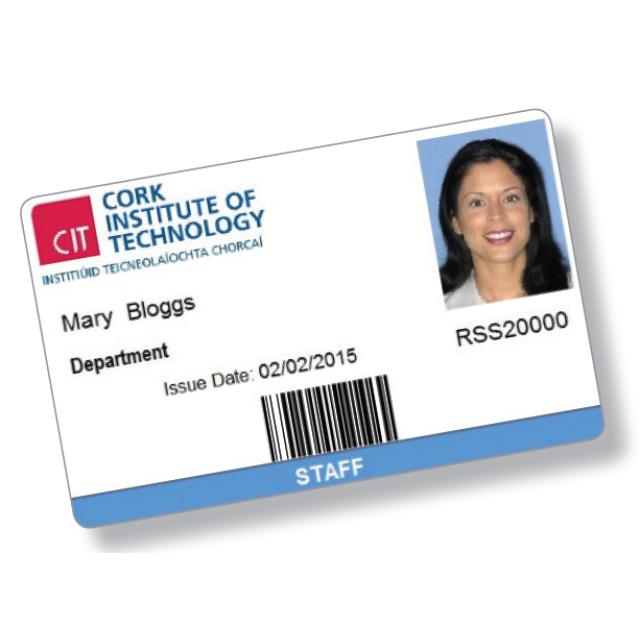 CIT
CORK
INSTITUTE OF
TECHNOLOGY
INSTITIÚID TEICNEOLAÍOCHTA CHORCAÍ
Mary Bloggs
RSS20000
Department
Issue Date: 02/02/2015
STAFF